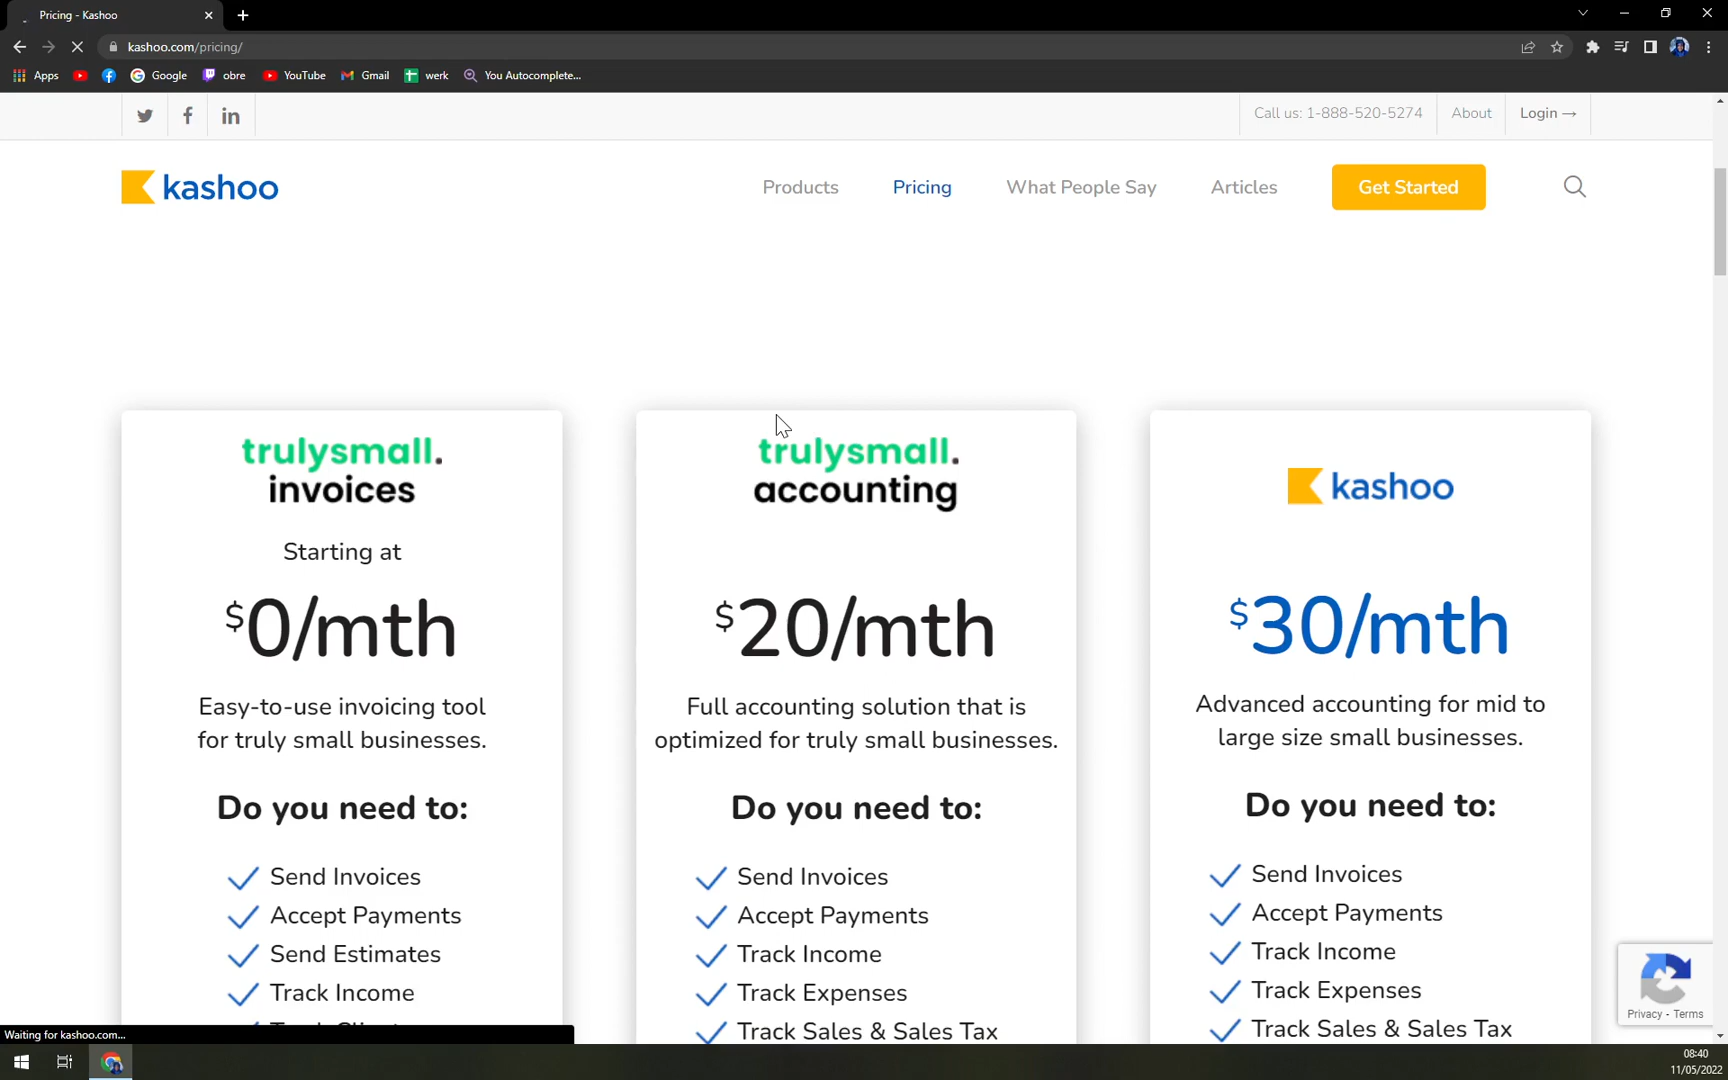 Pricing - Kashoo
kashoo.com/pricing/
Apps
Google
obre
YouTube
Gmail
werk
You Autocomplete...
Call us: 1-888-520-5274
About
Login →
kashoo
Products
Pricing
What People Say
Articles
Get Started
trulysmall.
invoices
Starting at
$0/mth
Easy-to-use invoicing tool
for truly small businesses.
Do you need to:
Send Invoices
Accept Payments
Send Estimates
Track Income
trulysmall.
accounting
$20/mth
Full accounting solution that is
optimized for truly small businesses.
Do you need to:
Send Invoices
Accept Payments
Track Income
Track Expenses
Track Sales & Sales Tax
kashoo
$30/mth
Advanced accounting for mid to
large size small businesses.
Do you need to:
Send Invoices
Accept Payments
Track Income
Track Expenses
Track Sales & Sales Tax
Privacy - Terms
Waiting for kashoo.com...
08:40
11/05/2022